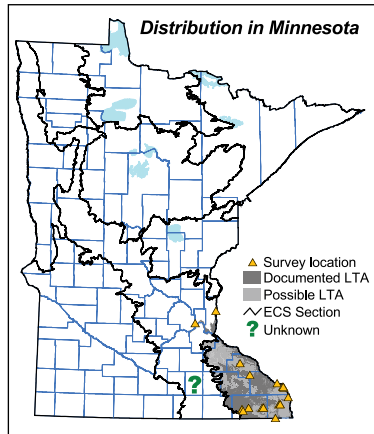 Distribution in Minnesota
Survey location
Documented LTA
Possible LTA
ECS Section
? Unknown
?